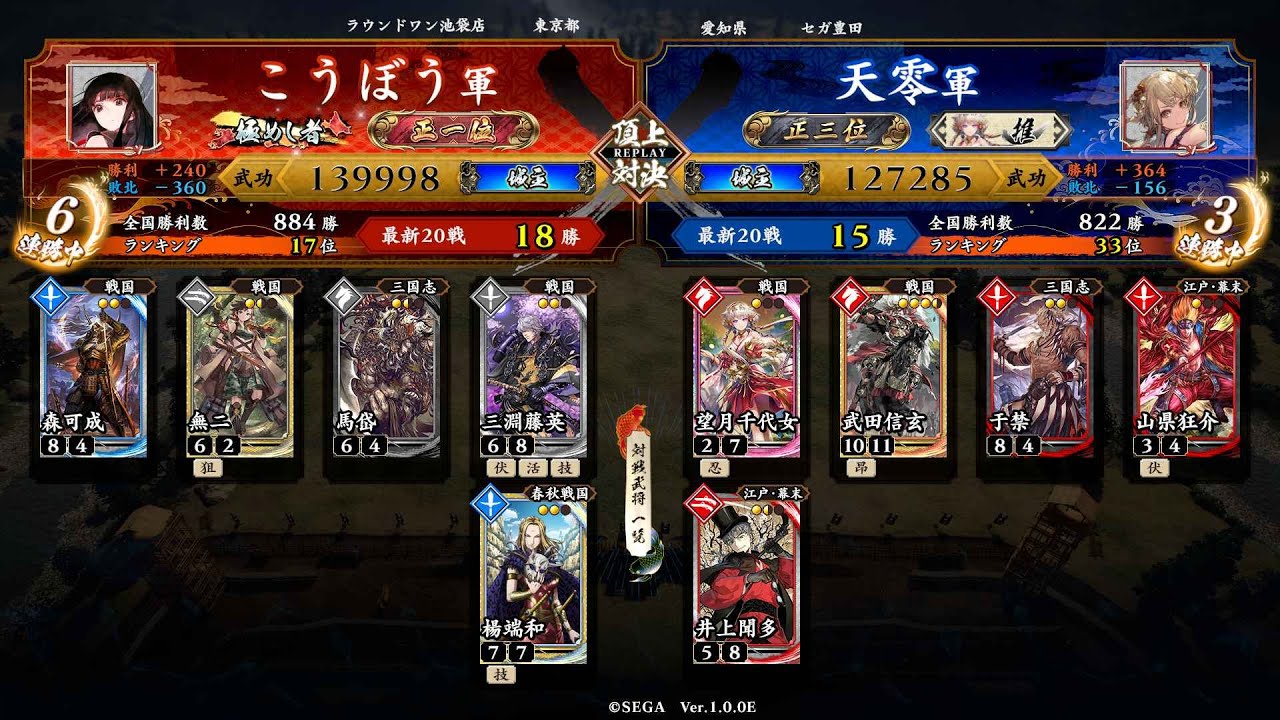 ラウンドワン池袋店 東京都
愛知県 セガ豊田
こうぼう軍
極めし者 正一位
頂上
REPLAY
対決
天零軍
正三位 推
勝利 +240
敗北 -360
武功 139998 城主
城主 127285 武功
勝利 +364
敗北 -156
6
連勝中
全国勝利数 884勝
ランキング 17位
最新20戦 18勝
最新20戦 15勝
全国勝利数 822勝
ランキング 33位
3
連勝中
戦国
森可成
8 4
戦国
無二
6 2
狙
三国志
馬岱
6 4
戦国
三淵藤英
6 8
伏 活 技
春秋戦国
楊端和
7 7
技
対戦武将一覧
戦国
望月千代女
2 7
忍
戦国
武田信玄
10 11
昂
三国志
于禁
8 4
江戸・幕末
山県狂介
3 4
伏
江戸・幕末
井上聞多
5 8
©SEGA Ver.1.0.0E